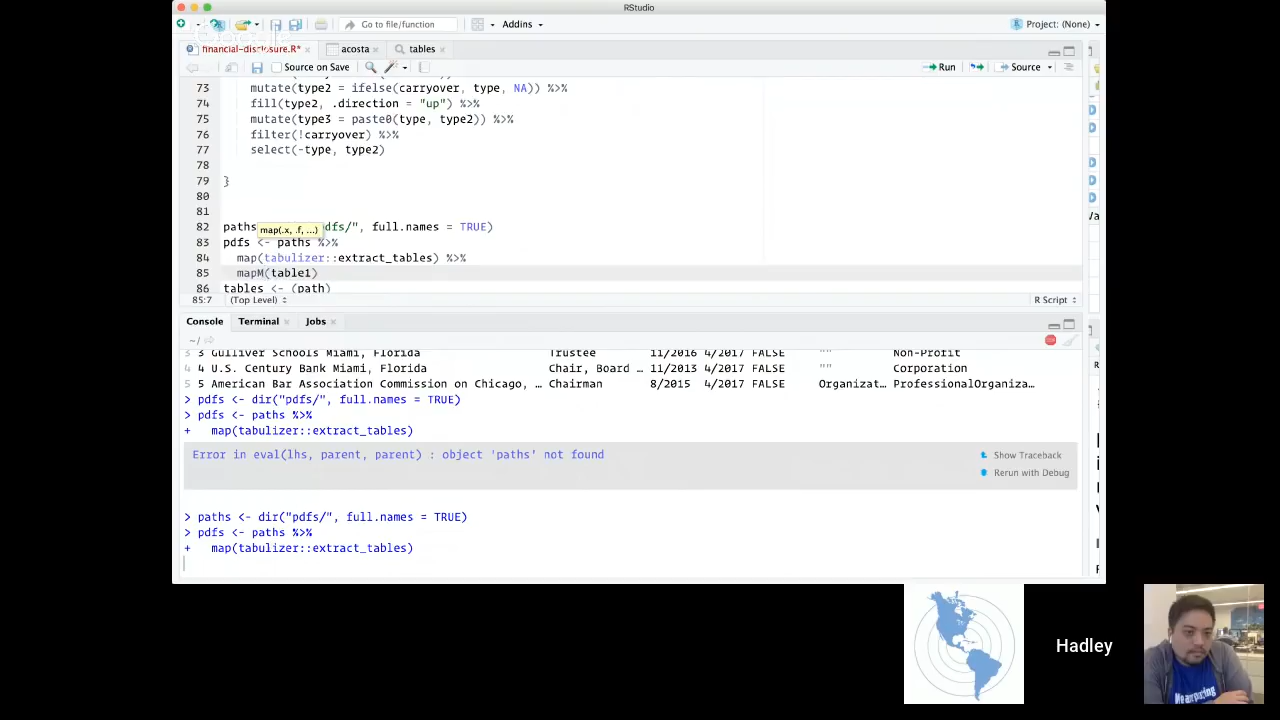 RStudio
Go to file/function
Addins
Project: (None)
financial-disclosure.R*
acosta
tables
Source on Save
Run
Source
73 mutate(type2 = ifelse(carryover, type, NA)) %>%
74 fill(type2, .direction = "up") %>%
75 mutate(type3 = paste0(type, type2)) %>%
76 filter(!carryover) %>%
77 select(-type, type2)
78
79 }
80
81
82 paths dfs/", full.names = TRUE)
map(.x, .f, ...)
83 pdfs <- paths %>%
84 map(tabulizer::extract_tables) %>%
85 mapM(table1)
86 tables <- (path)
85:7 (Top Level) R Script
Console Terminal Jobs
~/
3 3 Gulliver Schools Miami, Florida Trustee 11/2016 4/2017 FALSE "" Non-Profit
4 4 U.S. Century Bank Miami, Florida Chair, Board … 11/2013 4/2017 FALSE "" Corporation
5 5 American Bar Association Commission on Chicago, … Chairman 8/2015 4/2017 FALSE Organizat… ProfessionalOrganiza…
> pdfs <- dir("pdfs/", full.names = TRUE)
> pdfs <- paths %>%
+ map(tabulizer::extract_tables)
Error in eval(lhs, parent, parent) : object 'paths' not found
Show Traceback
Rerun with Debug
> paths <- dir("pdfs/", full.names = TRUE)
> pdfs <- paths %>%
+ map(tabulizer::extract_tables)
Hadley